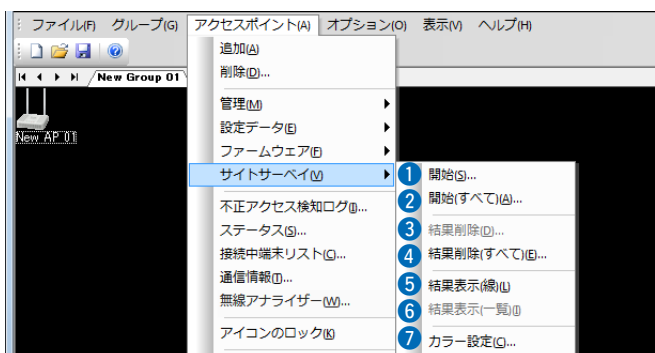 ファイル(F) グループ(G) アクセスポイント(A) オプション(O) 表示(V) ヘルプ(H)
New Group 01
New AP 01
追加(A)
削除(D)...
管理(M)
設定データ(E)
ファームウェア(F)
サイトサーベイ(V)
不正アクセス検知ログ(I)...
ステータス(S)...
接続中端末リスト(C)...
通信情報(T)...
無線アナライザー(W)...
アイコンのロック(K)
1 開始(S)...
2 開始(すべて)(A)...
3 結果削除(D)...
4 結果削除(すべて)(E)...
5 結果表示(線)(L)
6 結果表示(一覧)(I)
7 カラー設定(C)...